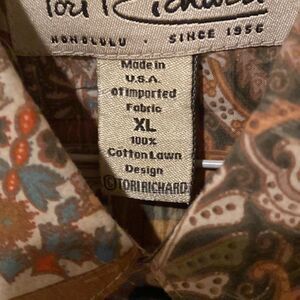 Tori Richard
HONOLULU · SINCE 1956
Made in
U.S.A.
of Imported
Fabric
XL
100%
Cotton Lawn
Design
©TORI RICHARD